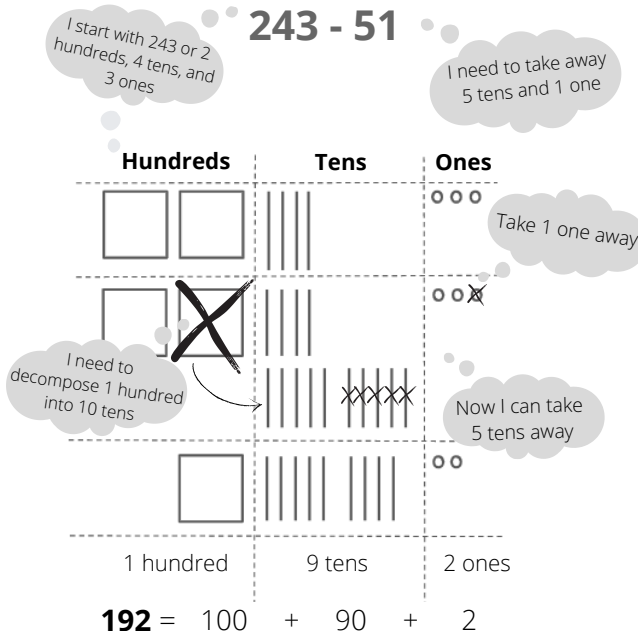 243 - 51
I start with 243 or 2
hundreds, 4 tens, and
3 ones
I need to take away
5 tens and 1 one
Hundreds Tens Ones
Take 1 one away
I need to
decompose 1 hundred
into 10 tens
Now I can take
5 tens away
1 hundred 9 tens 2 ones
192 = 100 + 90 + 2